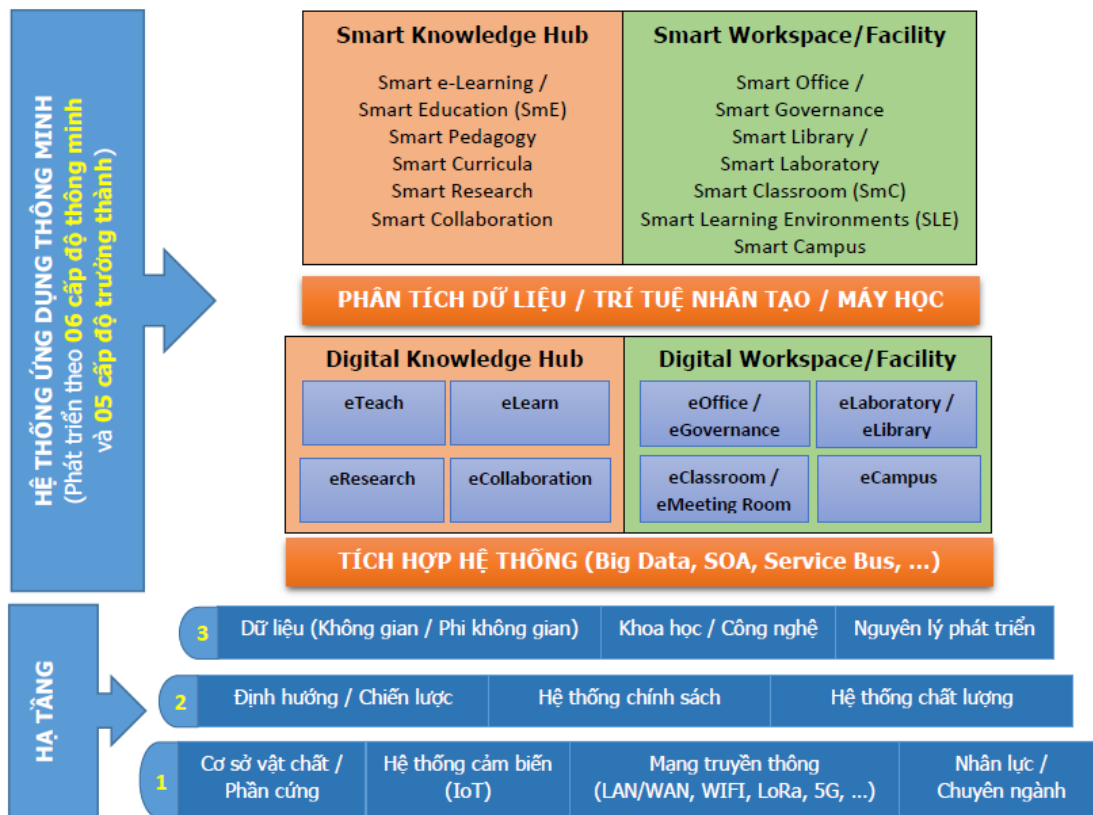 HỆ THỐNG ỨNG DỤNG THÔNG MINH
(Phát triển theo 06 cấp độ thông minh
và 05 cấp độ trưởng thành)
Smart Knowledge Hub
Smart e-Learning /
Smart Education (SmE)
Smart Pedagogy
Smart Curricula
Smart Research
Smart Collaboration
Smart Workspace/Facility
Smart Office /
Smart Governance
Smart Library /
Smart Laboratory
Smart Classroom (SmC)
Smart Learning Environments (SLE)
Smart Campus
PHÂN TÍCH DỮ LIỆU / TRÍ TUỆ NHÂN TẠO / MÁY HỌC
Digital Knowledge Hub
eTeach
eLearn
eResearch
eCollaboration
Digital Workspace/Facility
eOffice /
eGovernance
eLaboratory /
eLibrary
eClassroom /
eMeeting Room
eCampus
TÍCH HỢP HỆ THỐNG (Big Data, SOA, Service Bus, ...)
HẠ TẦNG
3
Dữ liệu (Không gian / Phi không gian)
Khoa học / Công nghệ
Nguyên lý phát triển
2
Định hướng / Chiến lược
Hệ thống chính sách
Hệ thống chất lượng
1
Cơ sở vật chất /
Phần cứng
Hệ thống cảm biến
(IoT)
Mạng truyền thông
(LAN/WAN, WIFI, LoRa, 5G, ...)
Nhân lực /
Chuyên ngành